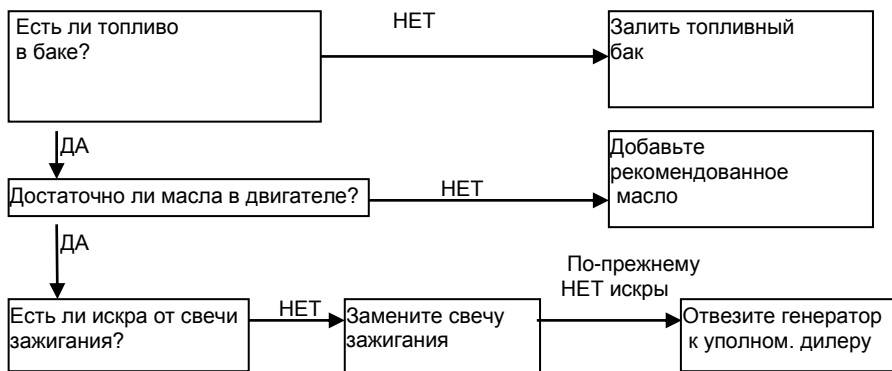 Есть ли топливо
в баке?
НЕТ
Залить топливный
бак
ДА
Достаточно ли масла в двигателе?
НЕТ
Добавьте
рекомендованное
масло
ДА
Есть ли искра от свечи
зажигания?
НЕТ
Замените свечу
зажигания
По-прежнему
НЕТ искры
Отвезите генератор
к уполном. дилеру